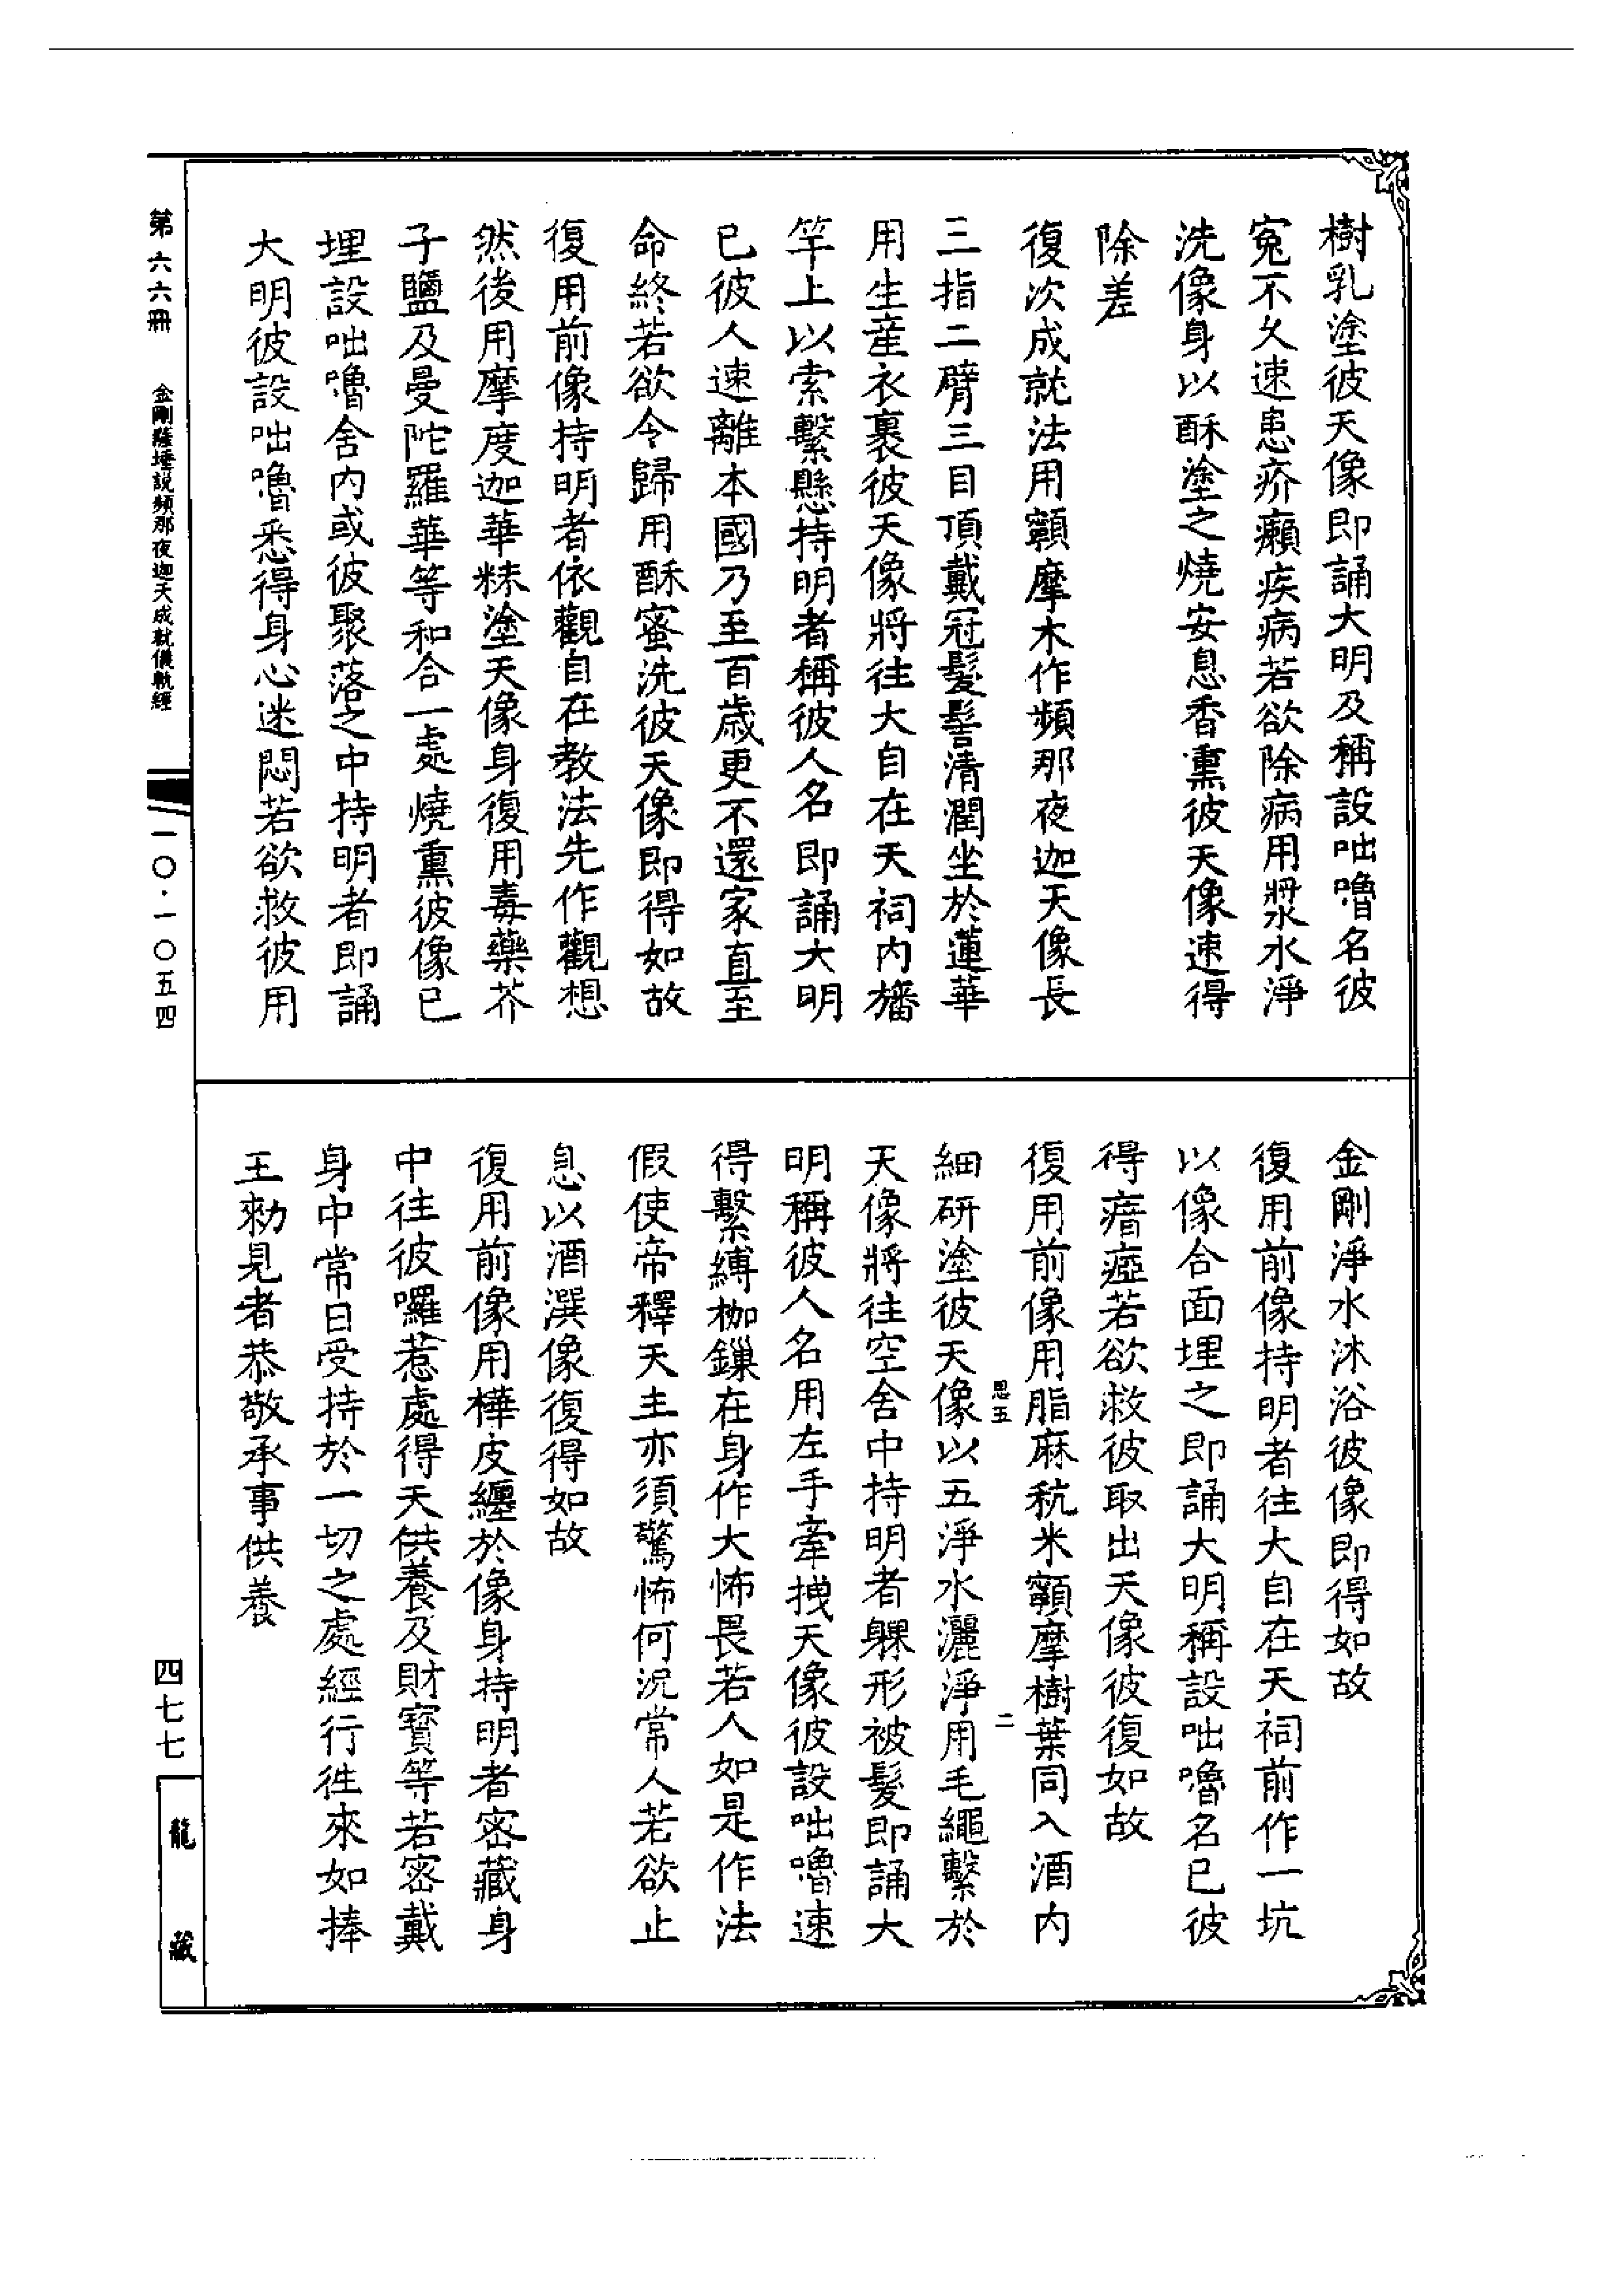 樹乳塗彼天像即誦大明及稱設咄嚕名彼
冤不久速患疥癩疾病若欲除病用漿水淨
洗像身以酥塗之燒安息香熏彼天像速得
除差
復次成就法用顙摩木作頻那夜迦天像長
三指二臂三目頂戴冠髮髻清潤坐於蓮華
用生產衣裹彼天像將往大自在天祠內旛
竿上以索繫懸持明者稱彼人名即誦大明
已彼人速離本國乃至百歲更不還家直至
命終若欲令歸用酥蜜洗彼天像即得如故
復用前像持明者依觀自在教法先作觀想
然後用摩度迦華粖塗天像身復用毒藥芥
子鹽及曼陀羅華等和合一處燒熏彼像已
埋設咄嚕舍內或彼聚落之中持明者即誦
大明彼設咄嚕悉得身心迷悶若欲救彼用
金剛淨水沐浴彼像即得如故
復用前像持明者往大自在天祠前作一坑
以像合面埋之即誦大明稱設咄嚕名已彼
得瘖瘂若欲救彼取出天像彼復如故
復用前像用脂麻秔米顙摩樹葉同入酒內
思五
二
細研塗彼天像以五淨水灑淨用毛繩繫於
天像將往空舍中持明者躶形被髮即誦大
明稱彼人名用左手牽拽天像彼設咄嚕速
得繫縛枷鏁在身作大怖畏若人如是作法
假使帝釋天主亦須驚怖何況常人若欲止
息以酒潠像復得如故
復用前像用樺皮纏於像身持明者密藏身
中往彼囉惹處得天供養及財寶等若密戴
身中常日受持於一切之處經行往來如捧
王勑見者恭敬承事供養
第六六冊
金剛薩埵說頻那夜迦天成就儀軌經
一〇·一〇五四
四七七
龍藏